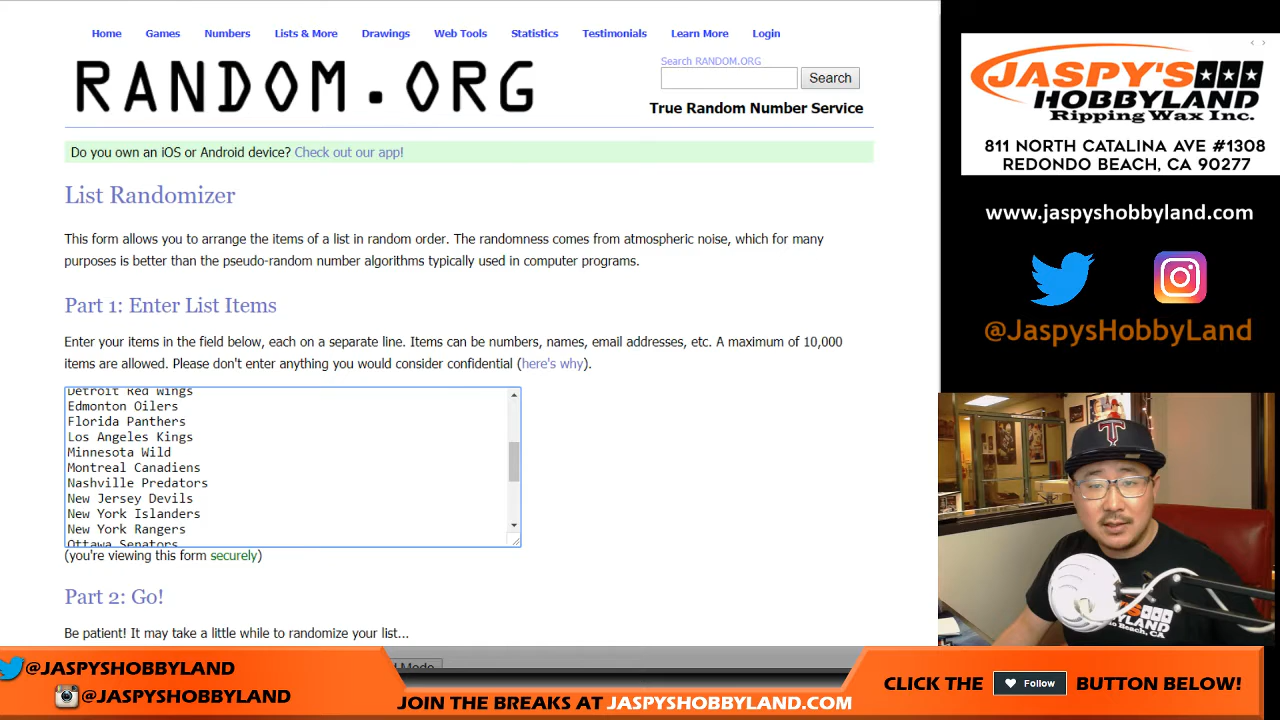 Home Games Numbers Lists & More Drawings Web Tools Statistics Testimonials Learn More Login
RANDOM.ORG
Search RANDOM.ORG
Search
True Random Number Service
Do you own an iOS or Android device? Check out our app!
List Randomizer
This form allows you to arrange the items of a list in random order. The randomness comes from atmospheric noise, which for many
purposes is better than the pseudo-random number algorithms typically used in computer programs.
Part 1: Enter List Items
Enter your items in the field below, each on a separate line. Items can be numbers, names, email addresses, etc. A maximum of 10,000
items are allowed. Please don't enter anything you would consider confidential (here's why).
Detroit Red Wings
Edmonton Oilers
Florida Panthers
Los Angeles Kings
Minnesota Wild
Montreal Canadiens
Nashville Predators
New Jersey Devils
New York Islanders
New York Rangers
Ottawa Senators
(you're viewing this form securely)
Part 2: Go!
Be patient! It may take a little while to randomize your list...
d Mode
JASPY'S
HOBBYLAND
Ripping Wax Inc.
811 NORTH CATALINA AVE #1308
REDONDO BEACH, CA 90277
www.jaspyshobbyland.com
@JaspysHobbyLand
T
@JASPYSHOBBYLAND
@JASPYSHOBBYLAND
JOIN THE BREAKS AT JASPYSHOBBYLAND.COM
CLICK THE Follow BUTTON BELOW!